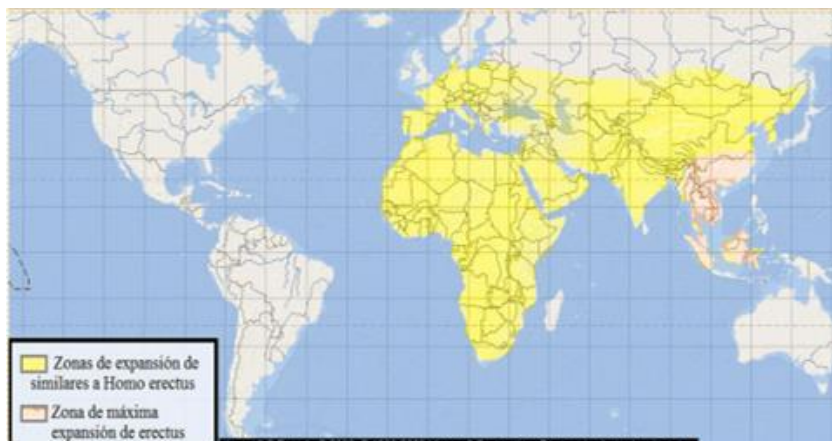 Zonas de expansión de
similares a Homo erectus
Zona de máxima
expansión de erectus